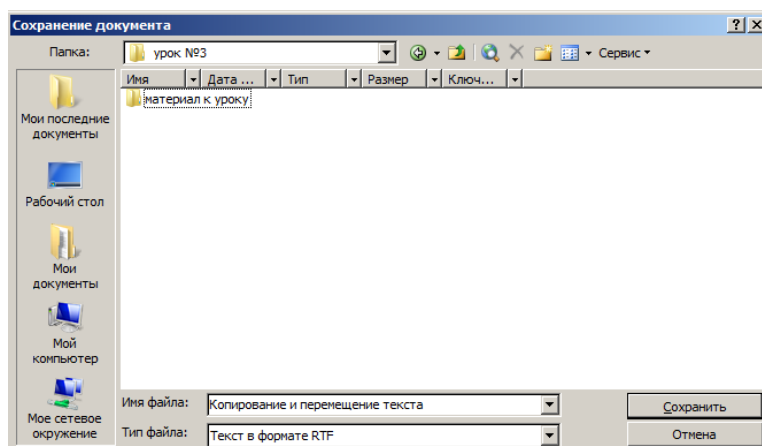 Сохранение документа
Папка:
урок №3
Сервис
Имя Дата ... Тип Размер Ключ...
материал к уроку
Мои последние
документы
Рабочий стол
Мои
документы
Мой
компьютер
Мое сетевое
окружение
Имя файла: Копирование и перемещение текста
Сохранить
Тип файла: Текст в формате RTF
Отмена